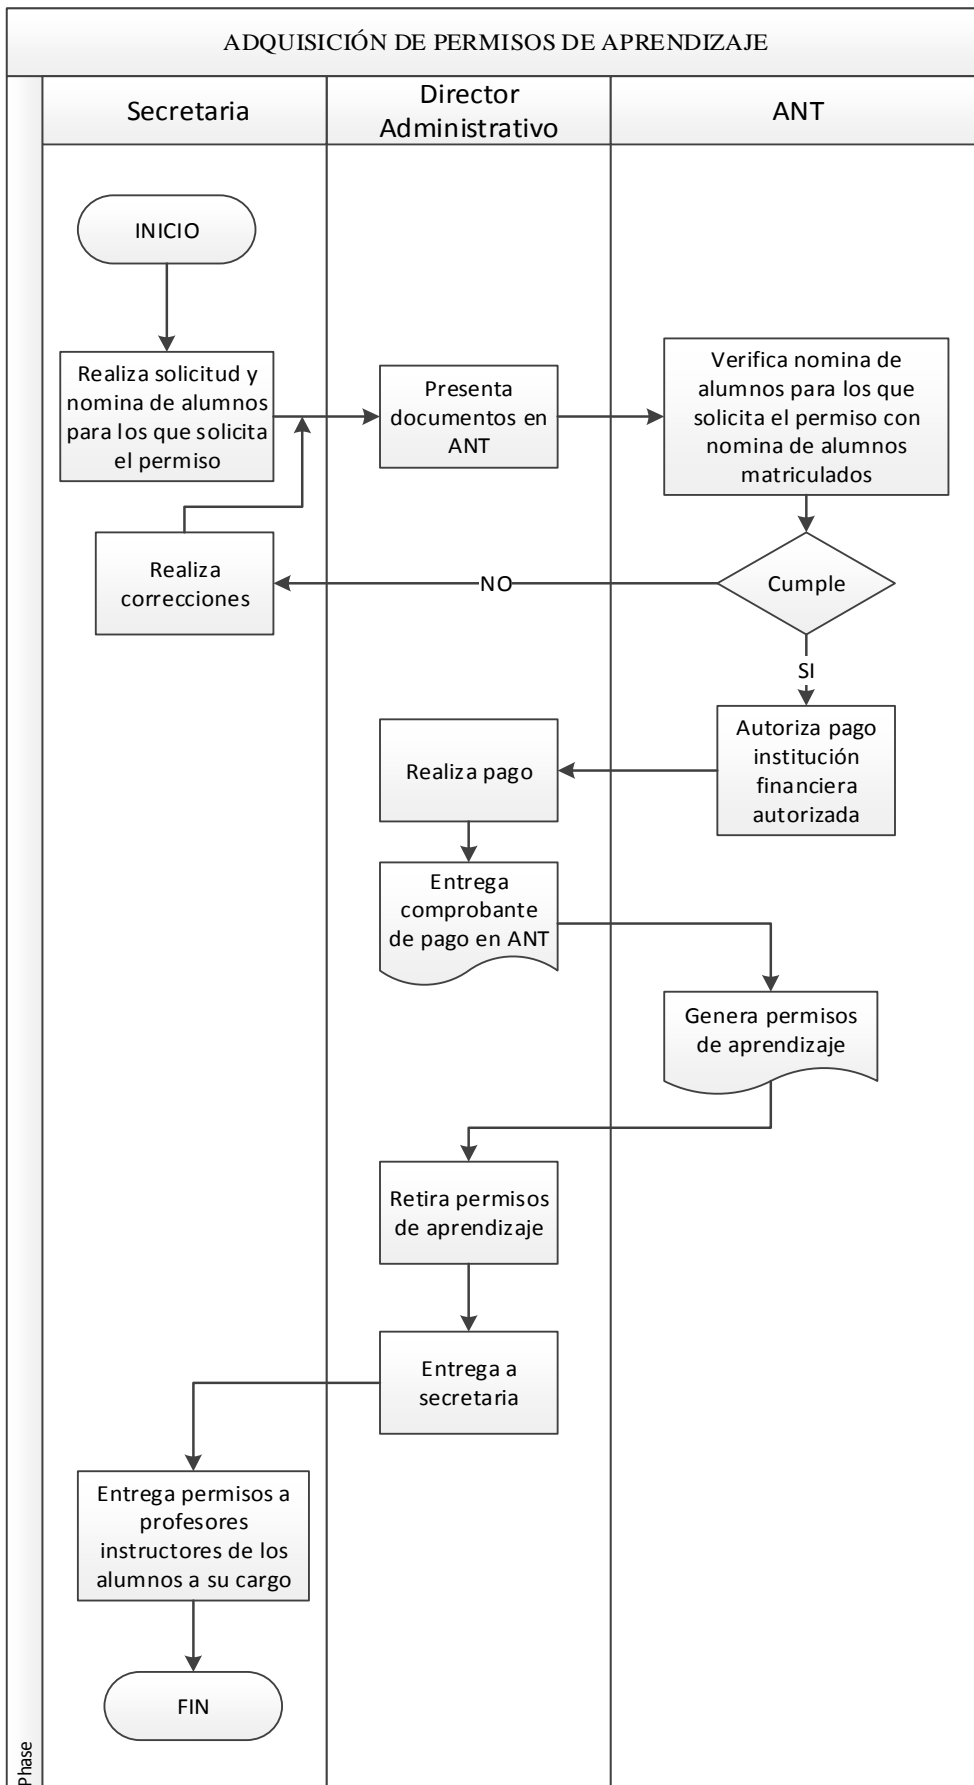 ADQUISICIÓN DE PERMISOS DE APRENDIZAJE
Secretaria
Director
Administrativo
ANT
INICIO
Realiza solicitud y
nomina de alumnos
para los que solicita
el permiso
Presenta
documentos en
ANT
Verifica nomina de
alumnos para los que
solicita el permiso con
nomina de alumnos
matriculados
Realiza
correcciones
NO
Cumple
SI
Autoriza pago
institución
financiera
autorizada
Realiza pago
Entrega
comprobante
de pago en ANT
Genera permisos
de aprendizaje
Retira permisos
de aprendizaje
Entrega a
secretaria
Entrega permisos a
profesores
instructores de los
alumnos a su cargo
FIN
Phase